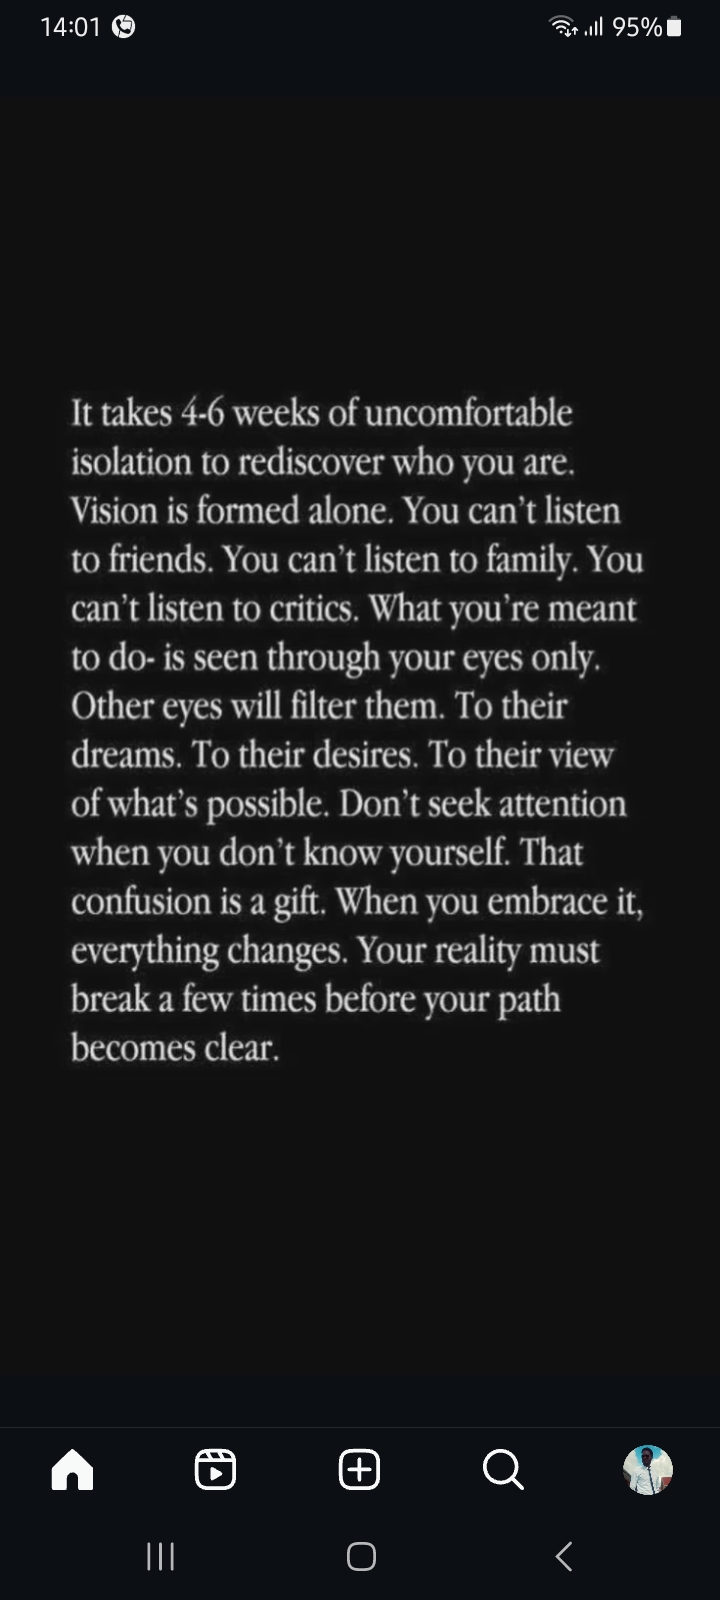 14:01
95%
It takes 4-6 weeks of uncomfortable
isolation to rediscover who you are.
Vision is formed alone. You can’t listen
to friends. You can’t listen to family. You
can’t listen to critics. What you’re meant
to do- is seen through your eyes only.
Other eyes will filter them. To their
dreams. To their desires. To their view
of what’s possible. Don’t seek attention
when you don’t know yourself. That
confusion is a gift. When you embrace it,
everything changes. Your reality must
break a few times before your path
becomes clear.